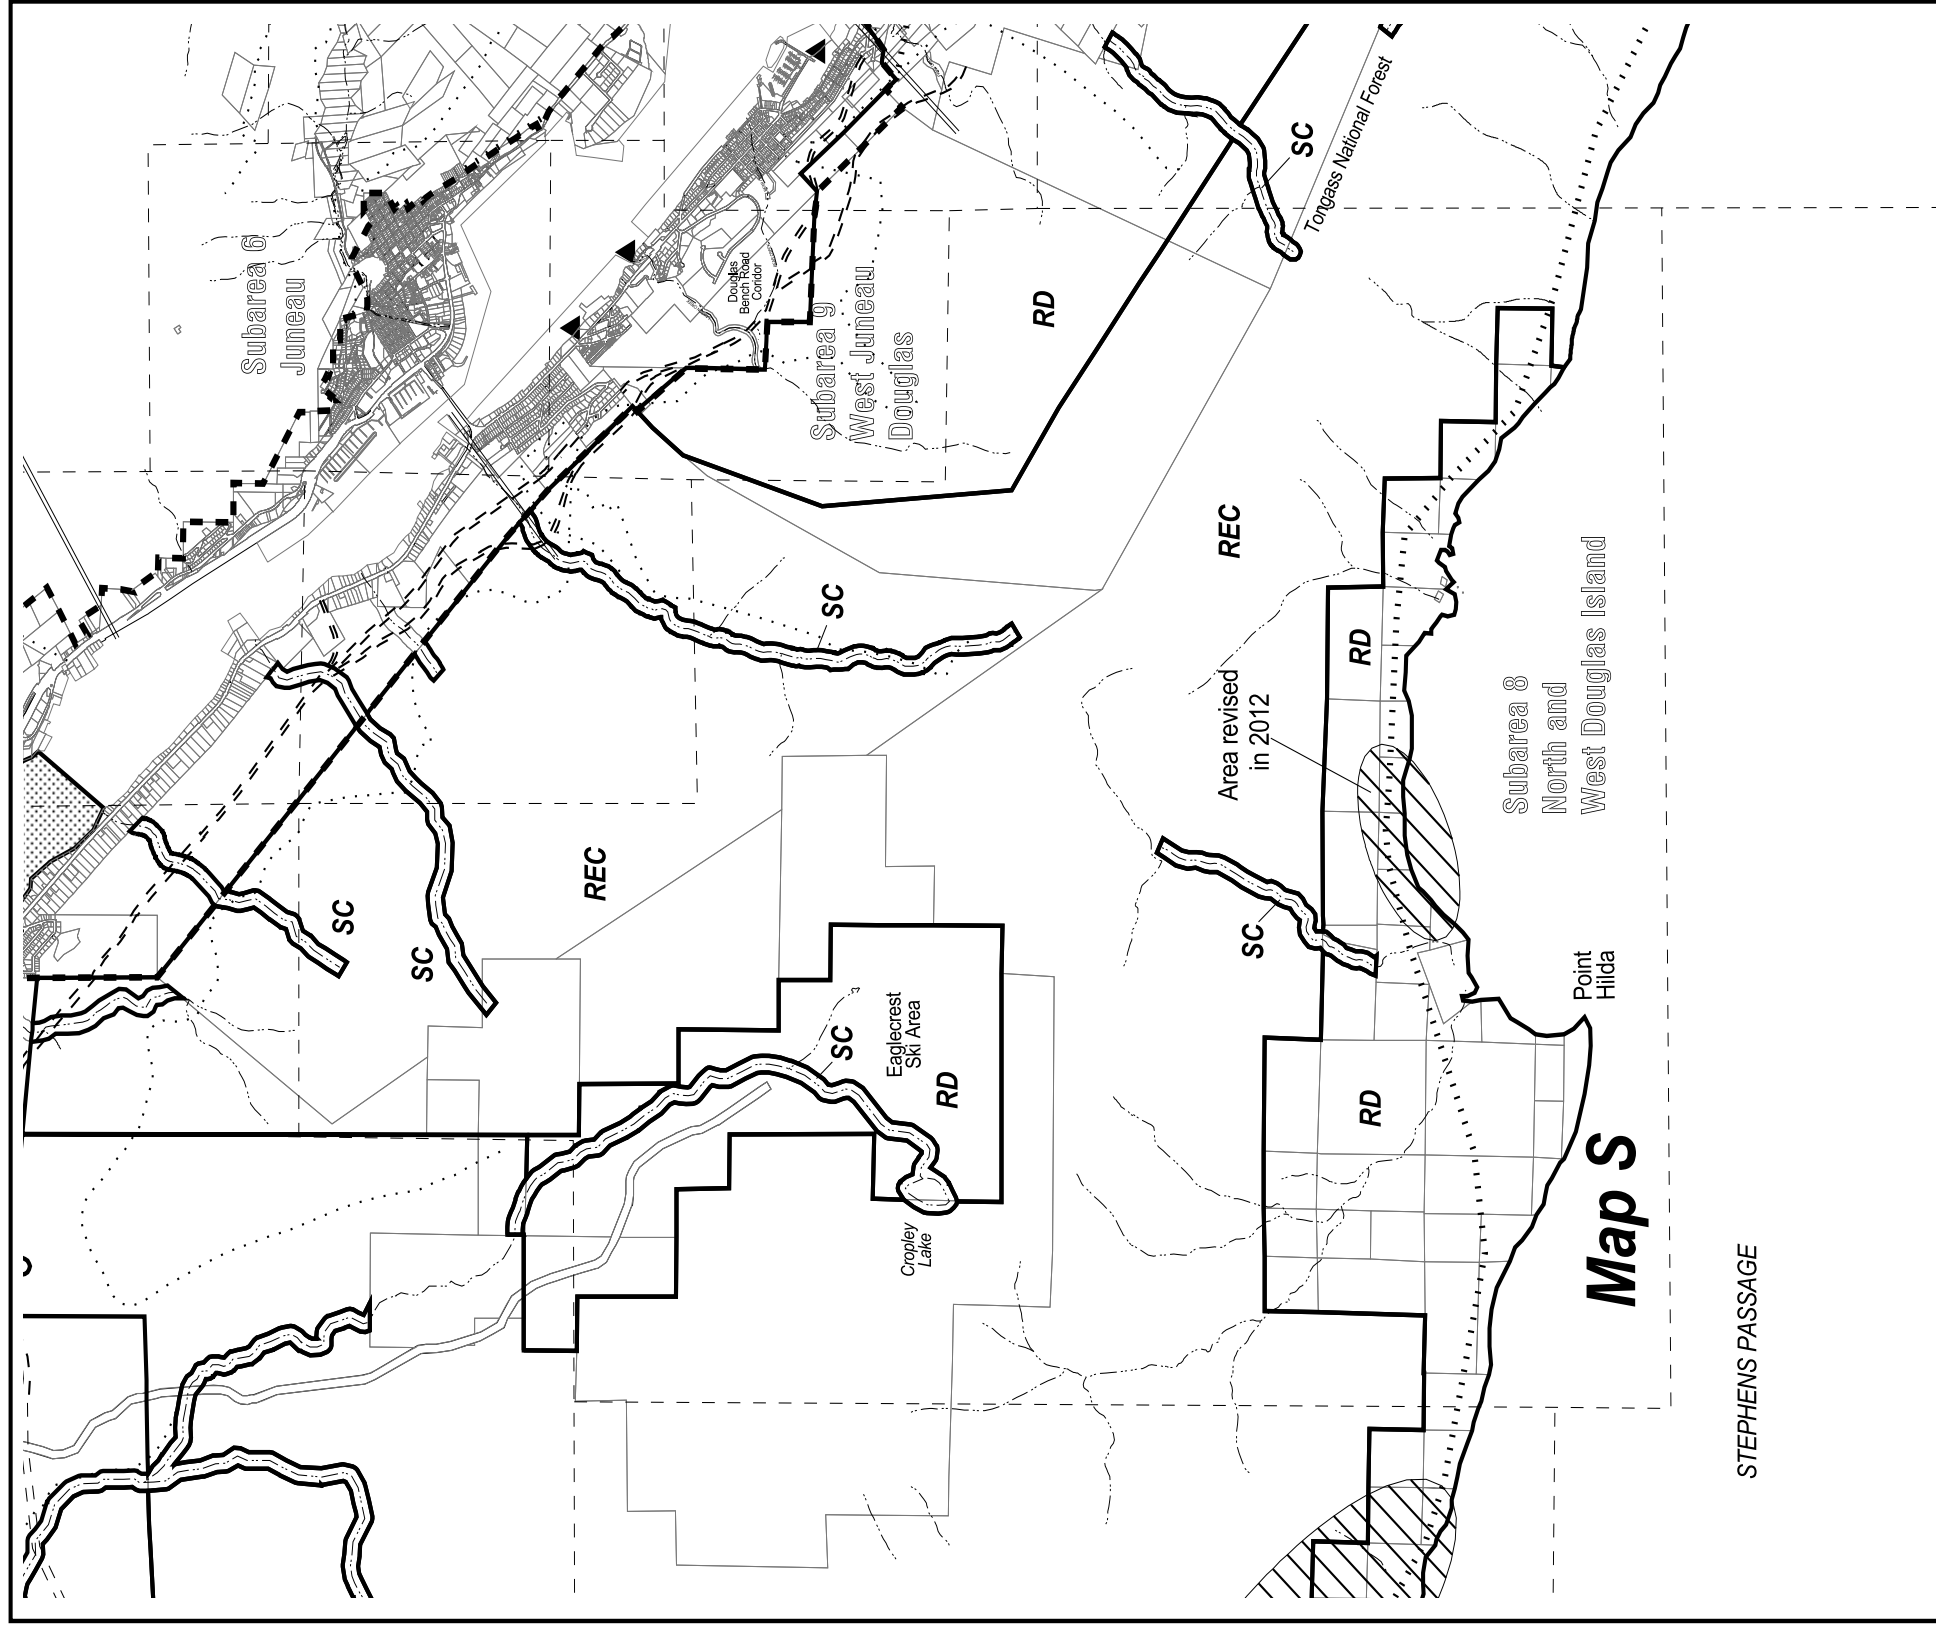 Subarea 6
Juneau
Douglas
Bench Road
Coridor
Subarea 9
West Juneau
Douglas
RD
SC
Tongass National Forest
REC
SC
RD
Area revised
in 2012
Subarea 8
North and
West Douglas Island
REC
SC
SC
SC
Point
Hilda
SC
Eaglecrest
Ski Area
RD
RD
Cropley
Lake
Map S
STEPHENS PASSAGE